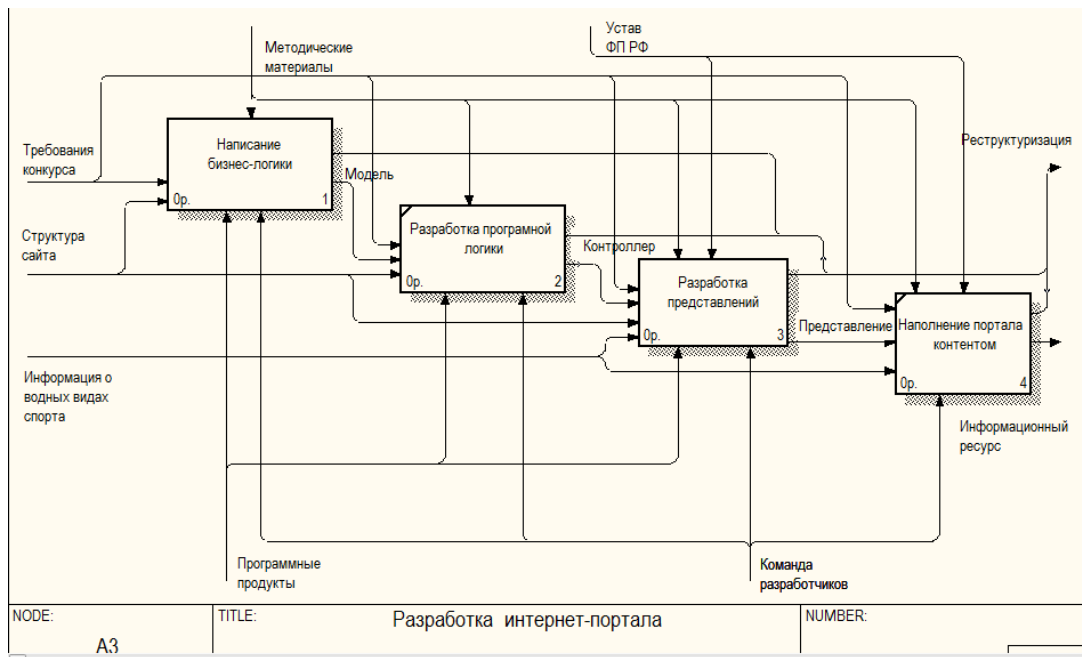 Устав
ФП РФ
Методические
материалы
Требования
конкурса
Написание
бизнес-логики
0р.
1
Реструктуризация
Модель
Структура
сайта
Разработка програмной
логики
0р.
2
Контроллер
Разработка
представлений
0р.
3
Представление
Наполнение портала
контентом
0р.
4
Информация о
водных видах
спорта
Информационный
ресурс
Программные
продукты
Команда
разработчиков
NODE:
A3
TITLE:
Разработка интернет-портала
NUMBER: